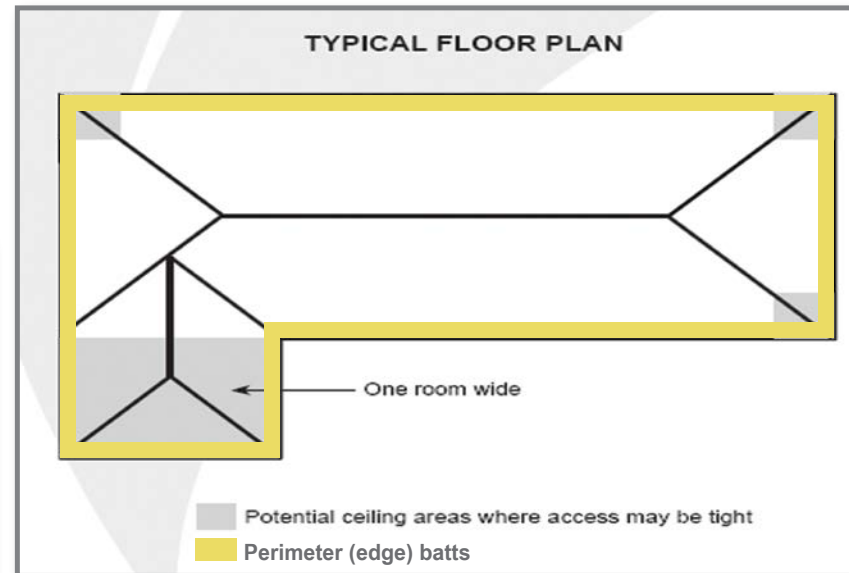 TYPICAL FLOOR PLAN
One room wide
Potential ceiling areas where access may be tight
Perimeter (edge) batts